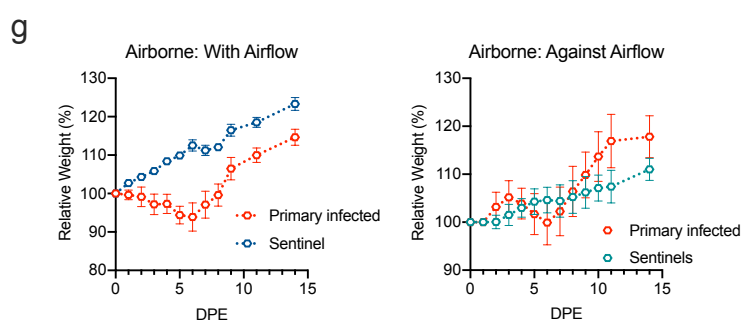 g
Airborne: With Airflow
Relative Weight (%)
130
120
110
100
90
80
0
5
10
15
DPE
Primary infected
Sentinel
Airborne: Against Airflow
Relative Weight (%)
130
120
110
100
90
0
5
10
15
DPE
Primary infected
Sentinels